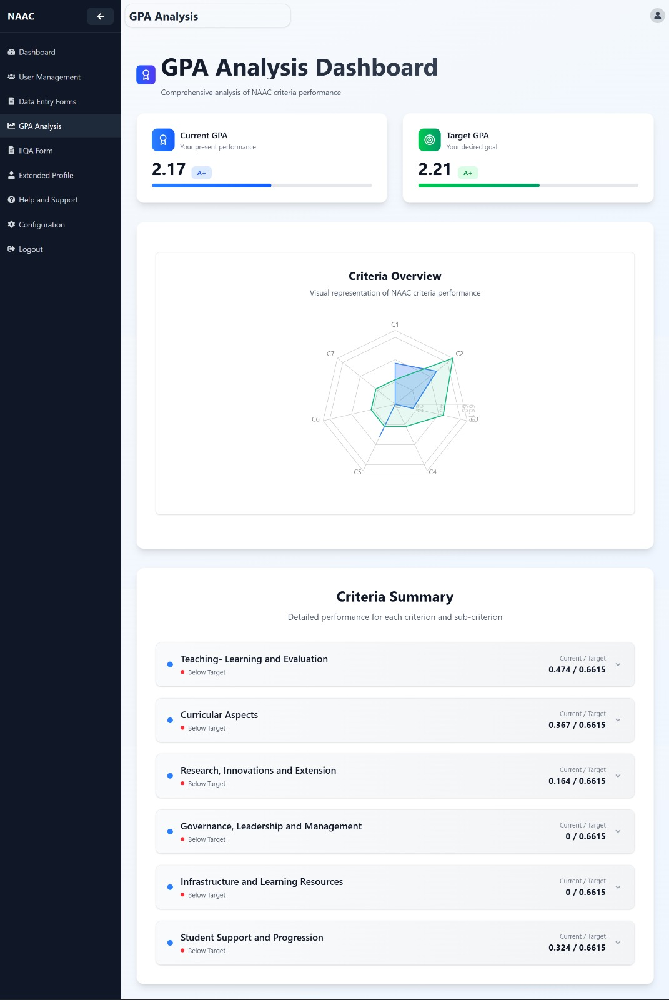 NAAC
Dashboard
User Management
Data Entry Forms
GPA Analysis
IIQA Form
Extended Profile
Help and Support
Configuration
Logout
GPA Analysis
GPA Analysis Dashboard
Comprehensive analysis of NAAC criteria performance
Current GPA
Your present performance
2.17 A+
Target GPA
Your desired goal
2.21 A+
Criteria Overview
Visual representation of NAAC criteria performance
C1
C7
C2
0
20
40
60
C6
C3
C5
C4
Criteria Summary
Detailed performance for each criterion and sub-criterion
Teaching- Learning and Evaluation
Below Target
Current / Target
0.474 / 0.6615
Curricular Aspects
Below Target
Current / Target
0.367 / 0.6615
Research, Innovations and Extension
Below Target
Current / Target
0.164 / 0.6615
Governance, Leadership and Management
Below Target
Current / Target
0 / 0.6615
Infrastructure and Learning Resources
Below Target
Current / Target
0 / 0.6615
Student Support and Progression
Below Target
Current / Target
0.324 / 0.6615